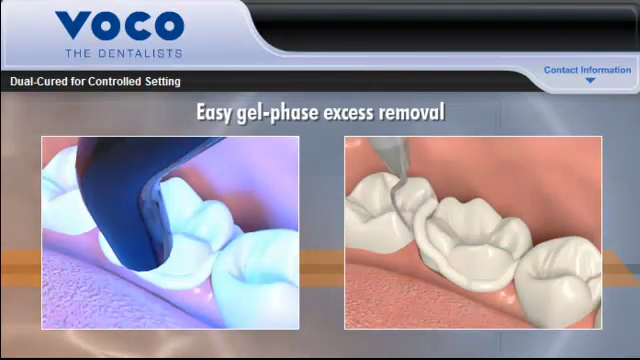 VOCO
THE DENTALISTS
Contact Information
Dual-Cured for Controlled Setting
Easy gel-phase excess removal